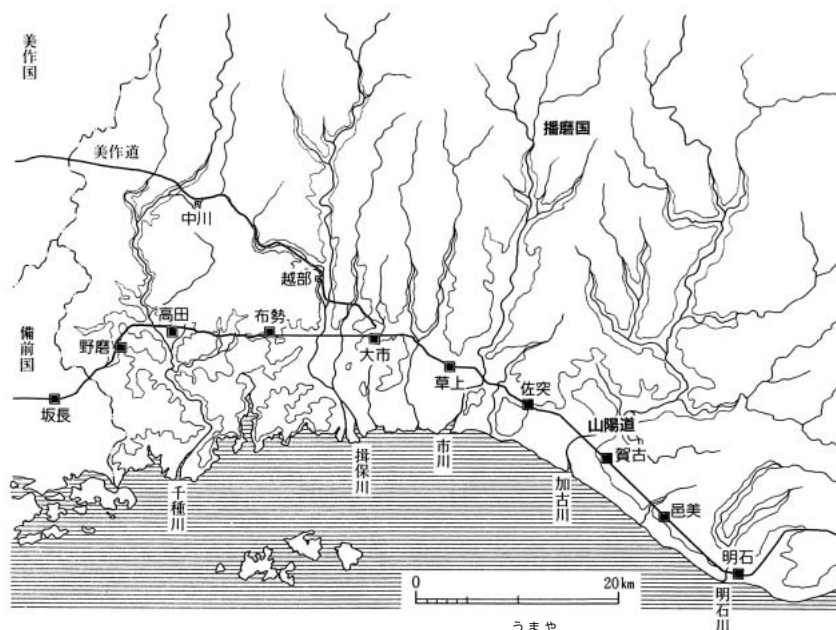 美作国
美作道
播磨国
中川
越部
高田
布勢
備前国
野磨
大市
草上
佐突
坂長
山陽道
賀古
揖保川
市川
加古川
千種川
邑美
明石
0
20km
明石川
うまや